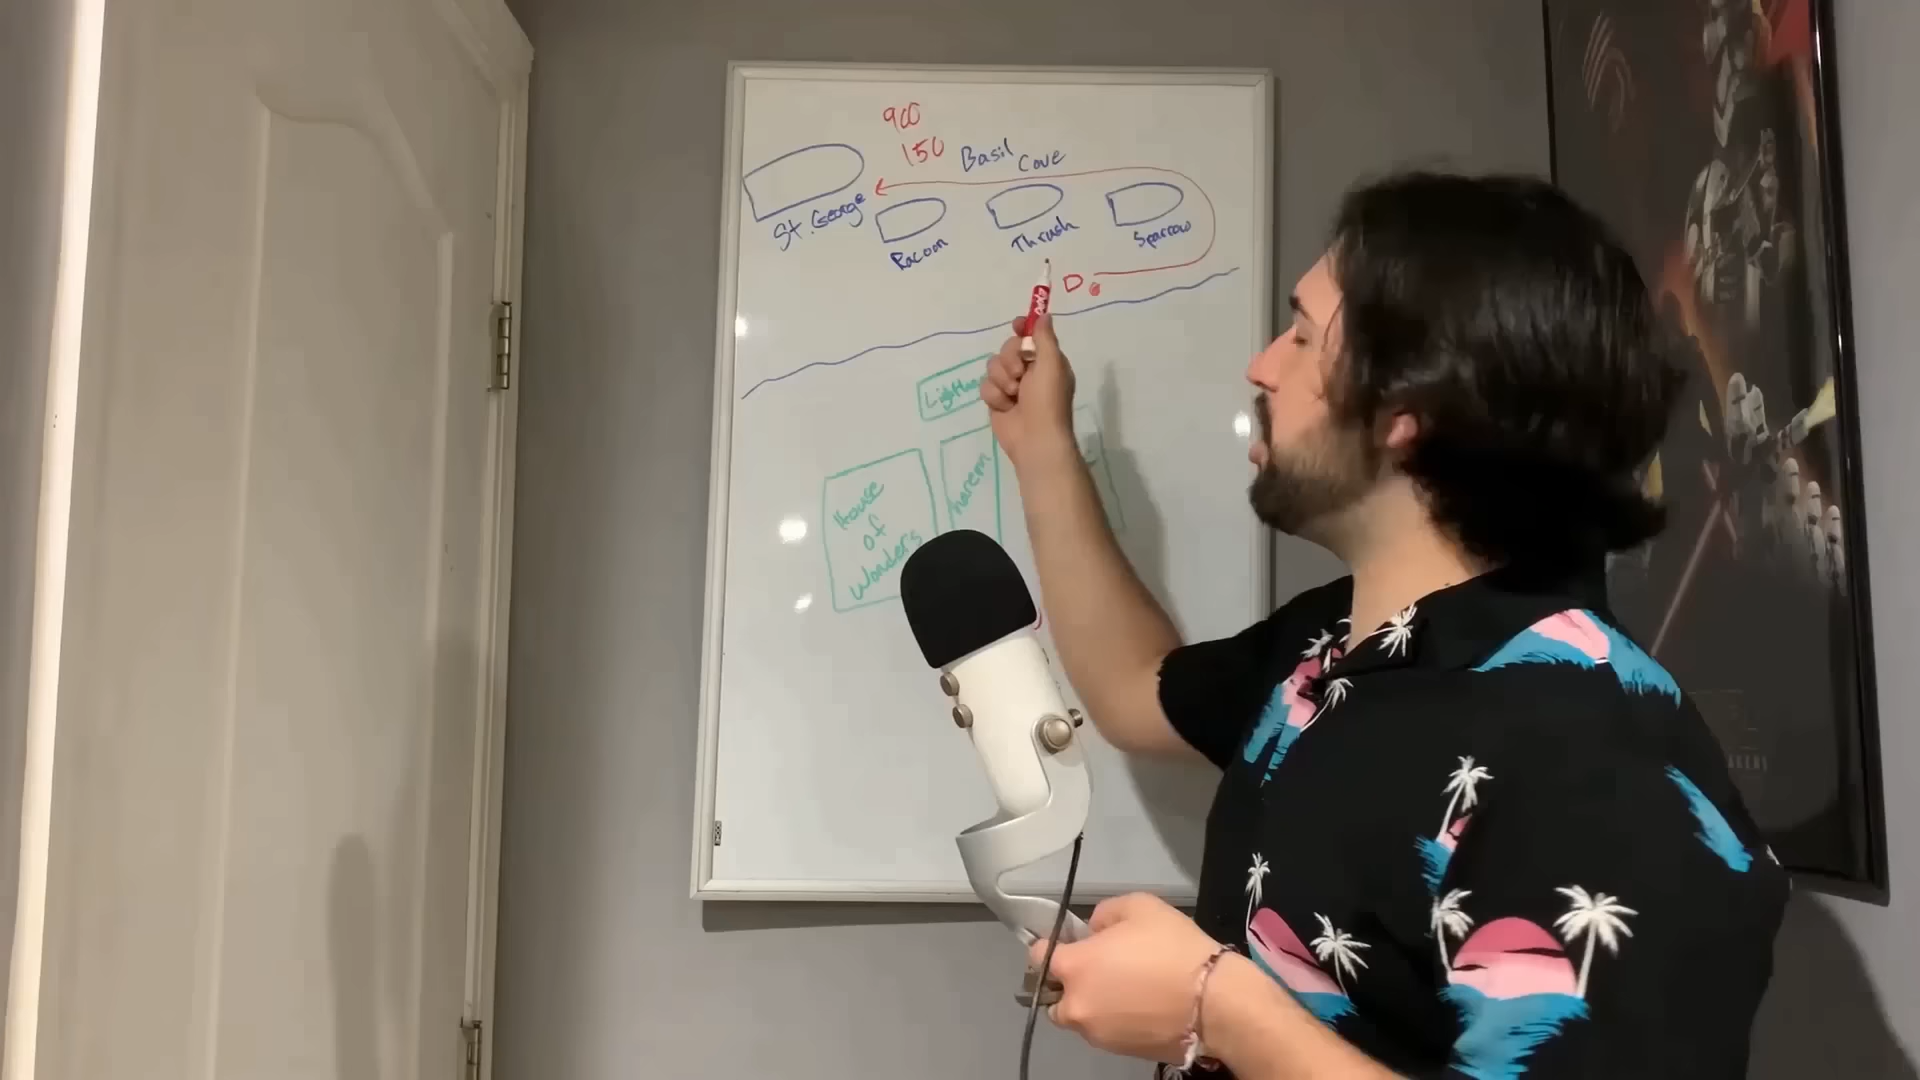 900
150
Basil Cove
St. George
Racoon
Thrush
Sparrow
D.
House
of
Wonders
harem